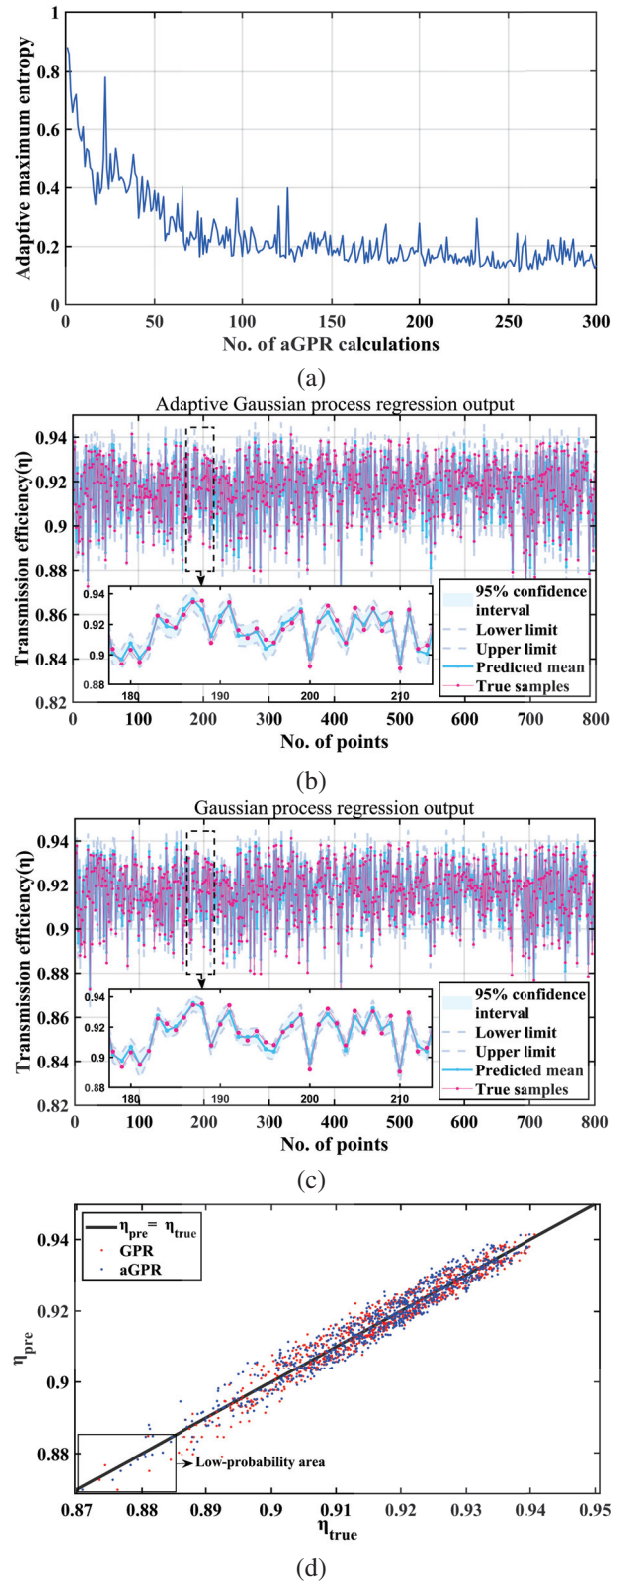 1
0.8
0.6
0.4
0.2
0
Adaptive maximum entropy
0 50 100 150 200 250 300
No. of aGPR calculations
(a)
Adaptive Gaussian process regression output
0.94
0.92
0.9
0.88
0.86
0.84
0.82
Transmission efficiency(η)
0.94
0.92
0.9
0.88
180 190 200 210
95% confidence
interval
Lower limit
Upper limit
Predicted mean
True samples
0 100 200 300 400 500 600 700 800
No. of points
(b)
Gaussian process regression output
0.94
0.92
0.9
0.88
0.86
0.84
0.82
Transmission efficiency(η)
0.94
0.92
0.9
0.88
180 190 200 210
95% confidence
interval
Lower limit
Upper limit
Predicted mean
True samples
0 100 200 300 400 500 600 700 800
No. of points
(c)
η_pre = η_true
GPR
aGPR
0.94
0.92
0.9
0.88
η_pre
Low-probability area
0.87 0.88 0.89 0.9 0.91 0.92 0.93 0.94 0.95
η_true
(d)